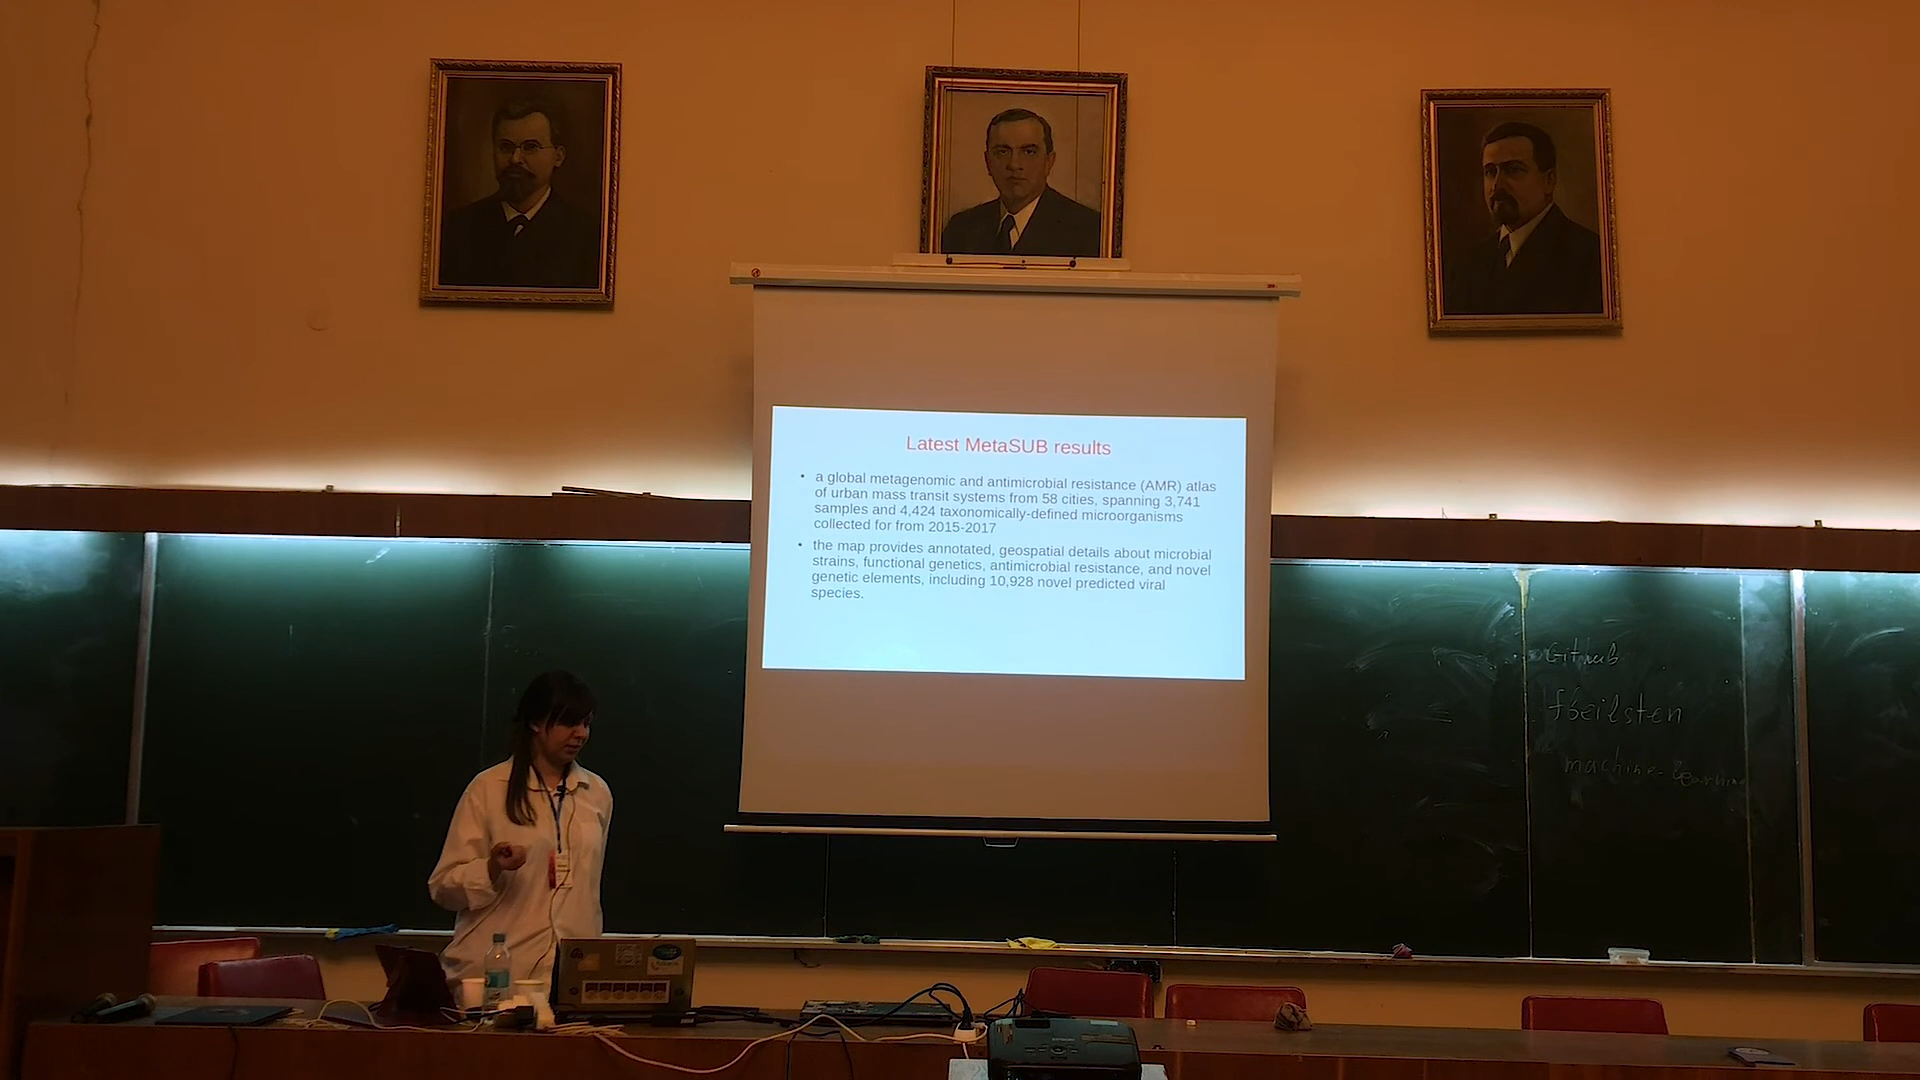 Latest MetaSUB results
• a global metagenomic and antimicrobial resistance (AMR) atlas
of urban mass transit systems from 58 cities, spanning 3,741
samples and 4,424 taxonomically-defined microorganisms
collected for from 2015-2017
• the map provides annotated, geospatial details about microbial
strains, functional genetics, antimicrobial resistance, and novel
genetic elements, including 10,928 novel predicted viral
species.
Github
fbeilsten
machine-learning